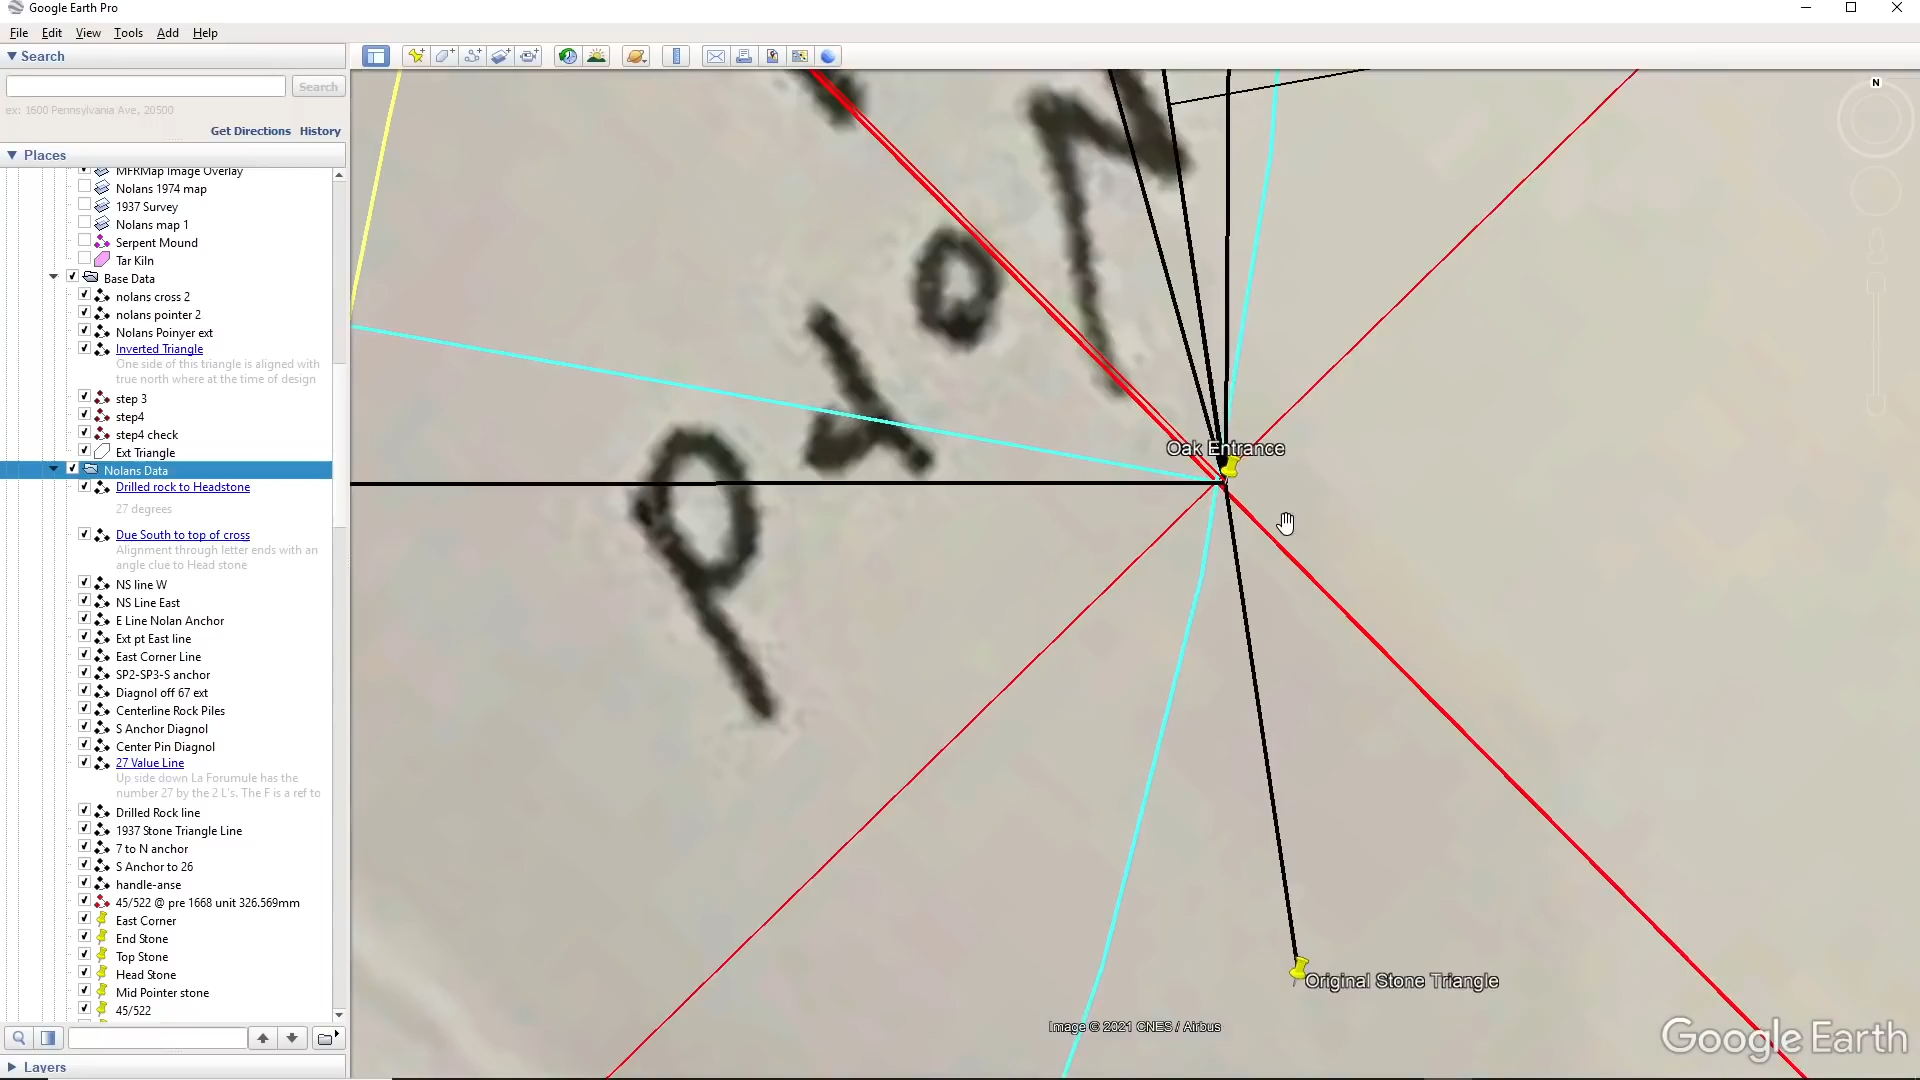 Google Earth Pro
File Edit View Tools Add Help
Search
Search
ex: 1600 Pennsylvania Ave, 20500
Get Directions History
Places
MFRMap Image Overlay
Nolans 1974 map
1937 Survey
Nolans map 1
Serpent Mound
Tar Kiln
Base Data
nolans cross 2
nolans pointer 2
Nolans Poinyer ext
Inverted Triangle
One side of this triangle is aligned with
true north where at the time of design
step 3
step4
step4 check
Ext Triangle
Nolans Data
Drilled rock to Headstone
27 degrees
Due South to top of cross
Alignment through letter ends with an
angle clue to Head stone
NS line W
NS Line East
E Line Nolan Anchor
Ext pt East line
East Corner Line
SP2-SP3-S anchor
Diagnol off 67 ext
Centerline Rock Piles
S Anchor Diagnol
Center Pin Diagnol
27 Value Line
Up side down La Forumule has the
number 27 by the 2 L's. The F is a ref to
Drilled Rock line
1937 Stone Triangle Line
7 to N anchor
S Anchor to 26
handle-anse
45/522 @ pre 1668 unit 326.569mm
East Corner
End Stone
Top Stone
Head Stone
Mid Pointer stone
45/522
Layers
N
Oak Entrance
Original Stone Triangle
Image © 2021 CNES / Airbus
Google Earth